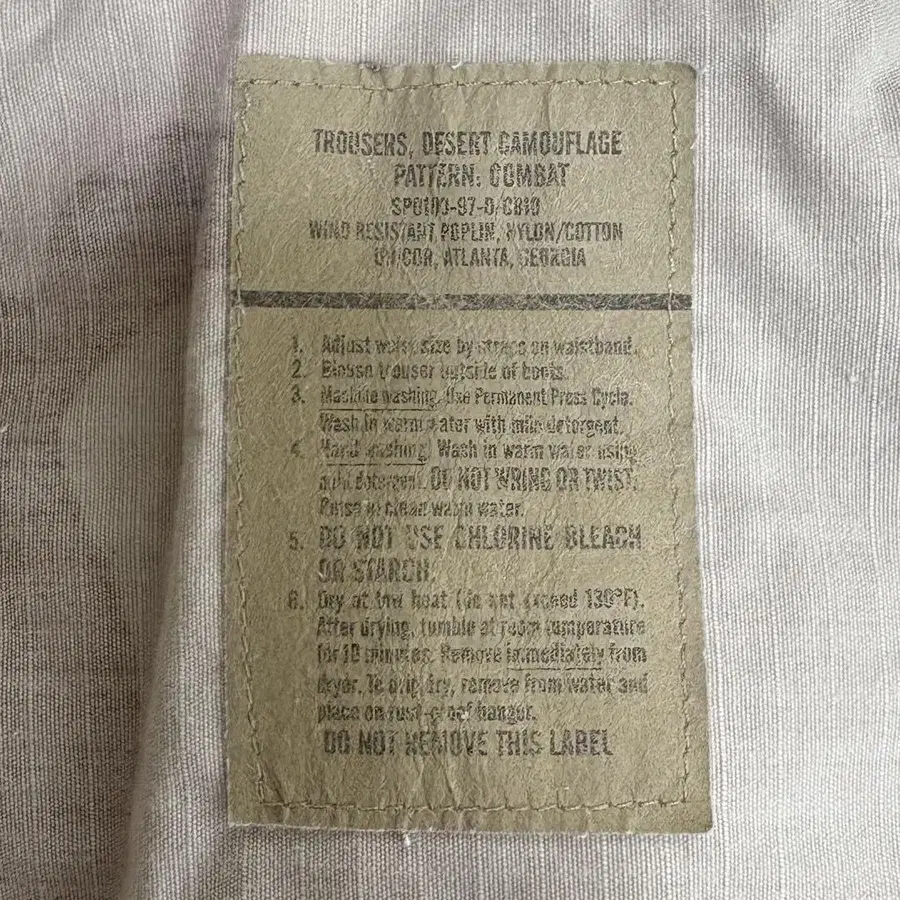 TROUSERS, DESERT CAMOUFLAGE
PATTERN: COMBAT
SP0100-97-D-CB10
WIND RESISTANT POPLIN, NYLON/COTTON
UNICOR, ATLANTA, GEORGIA
1. Adjust waist size by straps on waistband.
2. Blouse trouser outside of boots.
3. Machine washing. Use Permanent Press Cycle.
Wash in warm water with mild detergent.
4. Hand washing. Wash in warm water using
mild detergent. DO NOT WRING OR TWIST.
Rinse in clean warm water.
5. DO NOT USE CHLORINE BLEACH
OR STARCH.
6. Dry at low heat (do not exceed 130°F).
After drying, tumble at room temperature
for 10 minutes. Remove immediately from
dryer. To drip dry, remove from water and
place on rust-proof hanger.
DO NOT REMOVE THIS LABEL